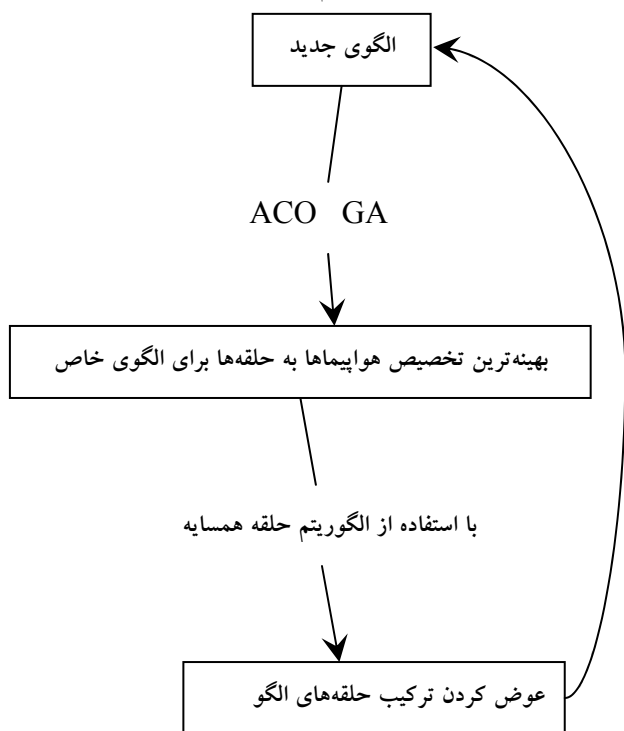 الگوی جدید
ACO GA
بهینه‌ترین تخصیص هواپیماها به حلقه‌ها برای الگوی خاص
با استفاده از الگوریتم حلقه همسایه
عوض کردن ترکیب حلقه‌های الگو